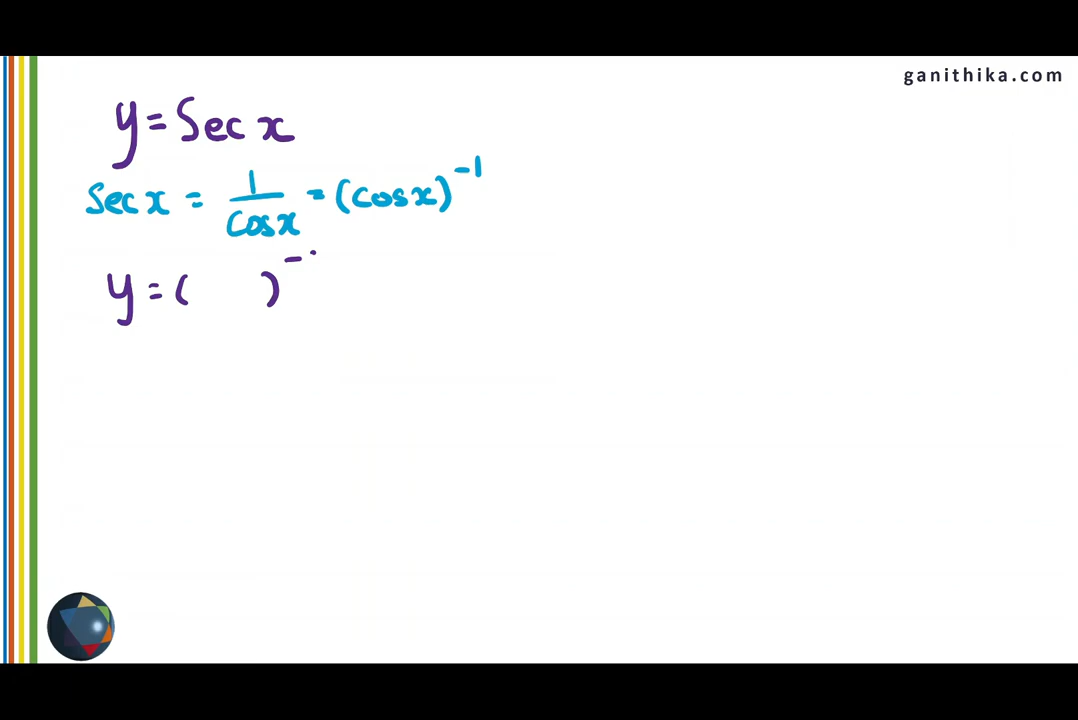 ganithika.com
y = Sec x
Sec x = 1/Cos x = (Cos x)^-1
y = ( )^-